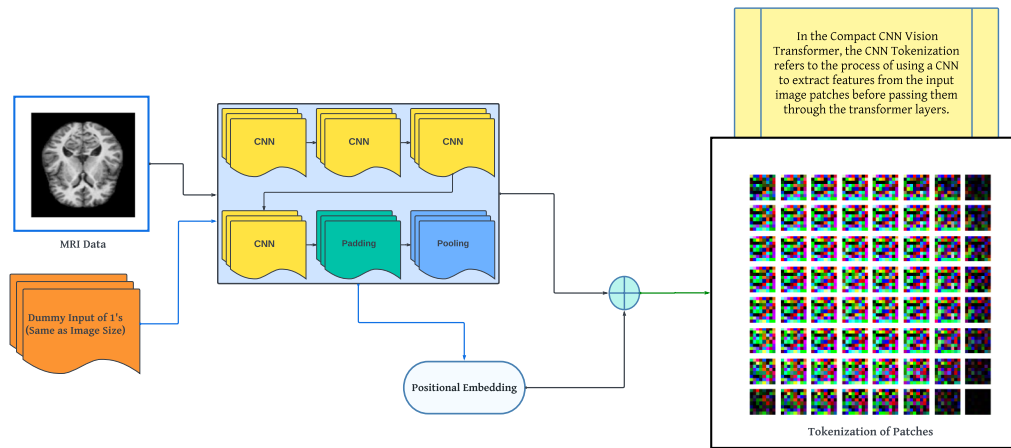 In the Compact CNN Vision
Transformer, the CNN Tokenization
refers to the process of using a CNN
to extract features from the input
image patches before passing them
through the transformer layers.
CNN
CNN
CNN
MRI Data
CNN
Padding
Pooling
Dummy Input of 1's
(Same as Image Size)
Positional Embedding
Tokenization of Patches